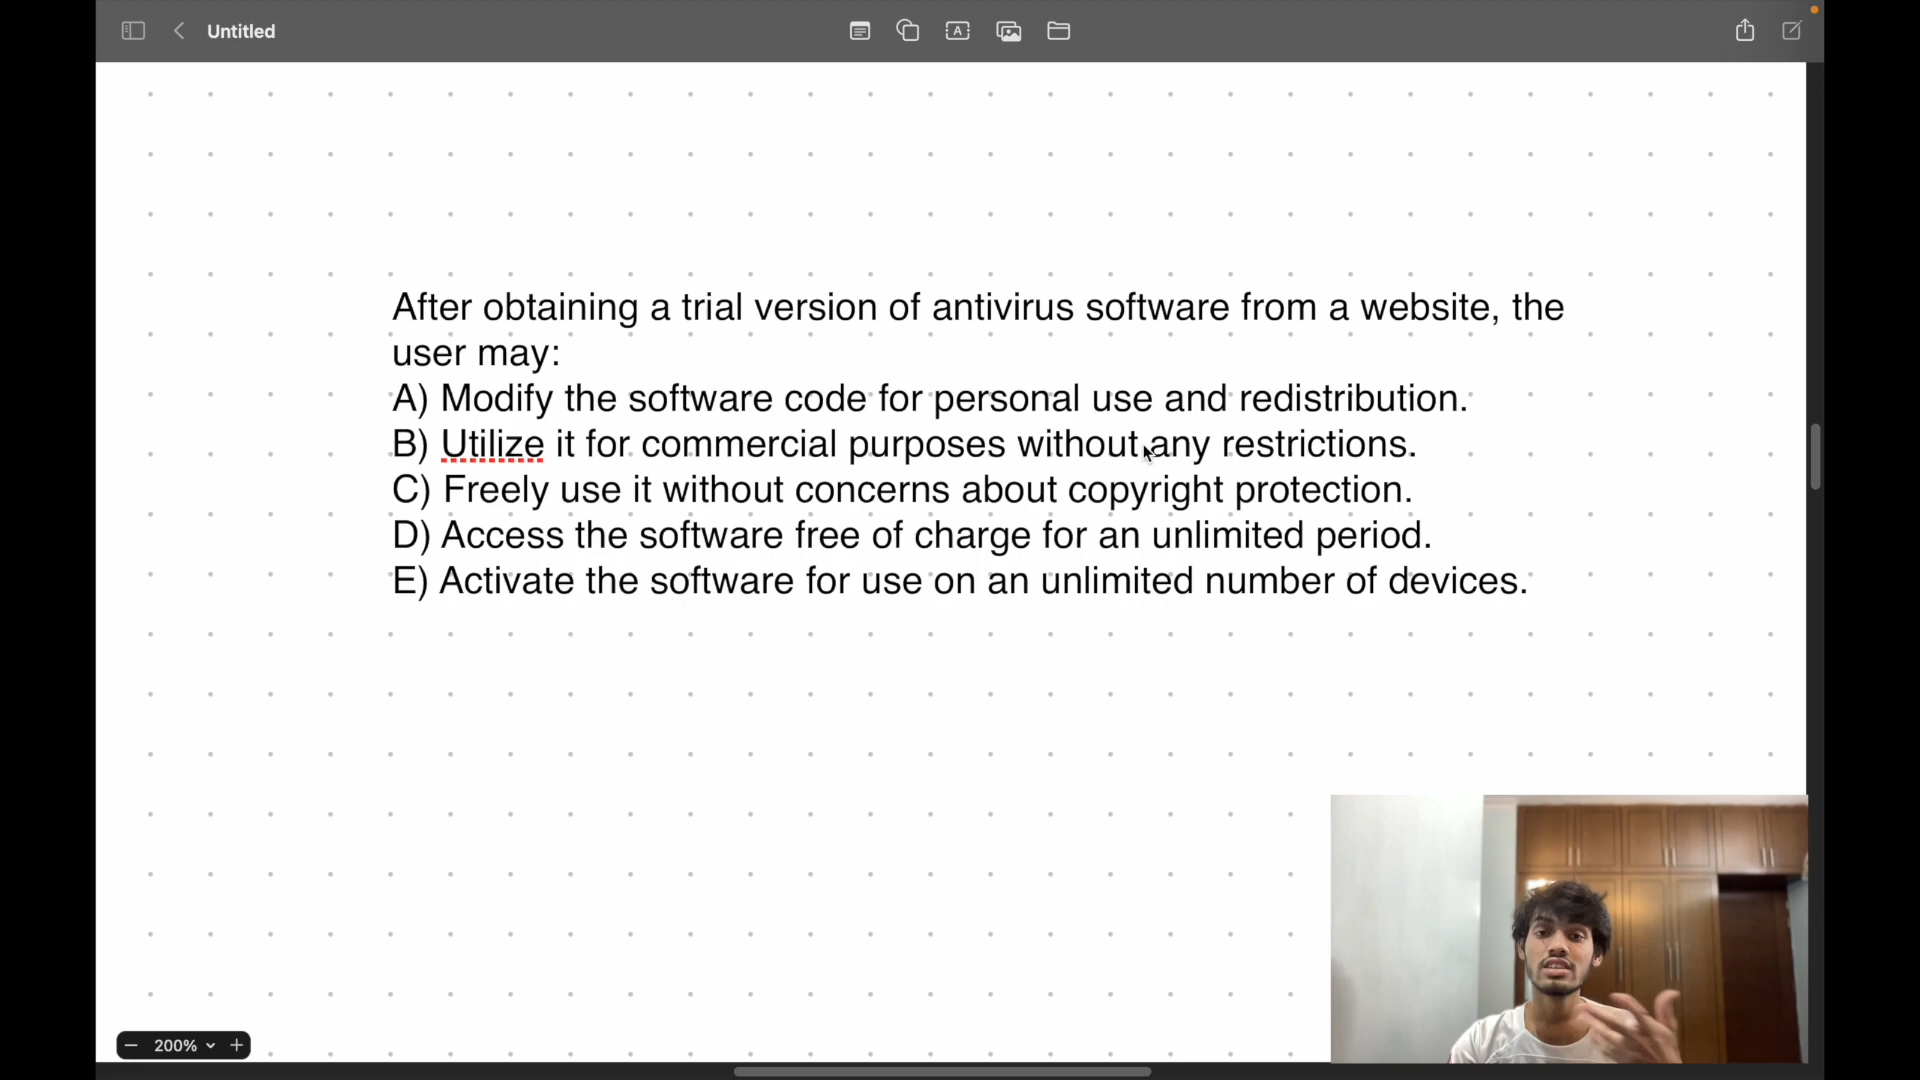 Untitled
After obtaining a trial version of antivirus software from a website, the
user may:
A) Modify the software code for personal use and redistribution.
B) Utilize it for commercial purposes without any restrictions.
C) Freely use it without concerns about copyright protection.
D) Access the software free of charge for an unlimited period.
E) Activate the software for use on an unlimited number of devices.
200%